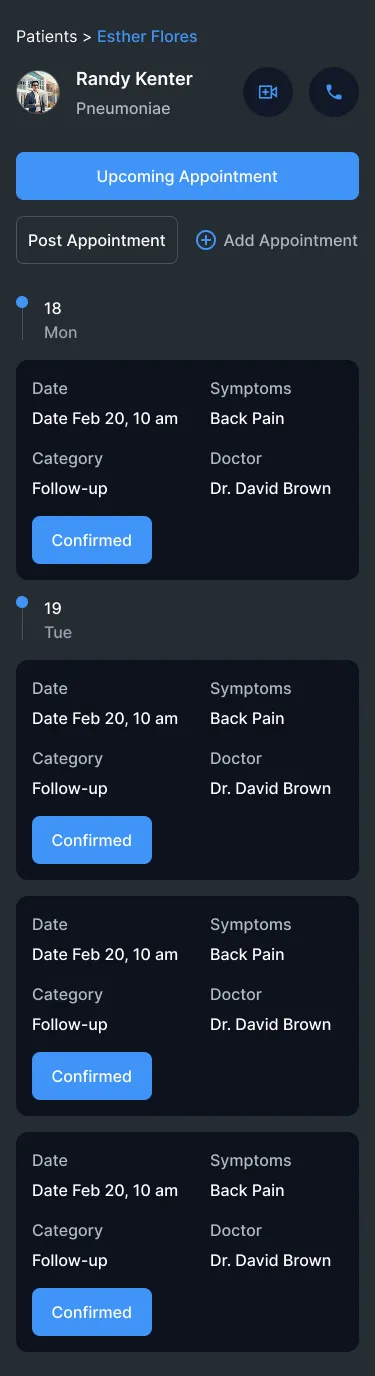 Patients > Esther Flores
Randy Kenter
Pneumoniae
Upcoming Appointment
Post Appointment
Add Appointment
18
Mon
Date Symptoms
Date Feb 20, 10 am Back Pain
Category Doctor
Follow-up Dr. David Brown
Confirmed
19
Tue
Date Symptoms
Date Feb 20, 10 am Back Pain
Category Doctor
Follow-up Dr. David Brown
Confirmed
Date Symptoms
Date Feb 20, 10 am Back Pain
Category Doctor
Follow-up Dr. David Brown
Confirmed
Date Symptoms
Date Feb 20, 10 am Back Pain
Category Doctor
Follow-up Dr. David Brown
Confirmed